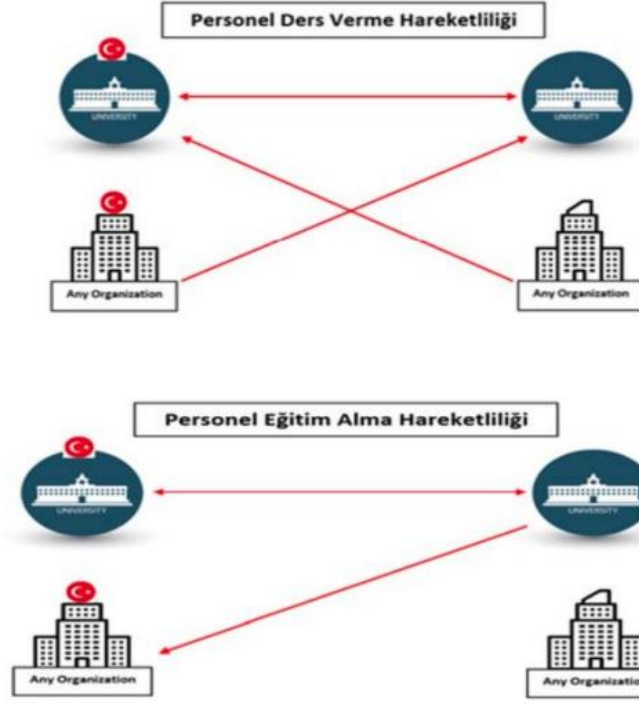 Personel Ders Verme Hareketliliği
UNIVERSITY
UNIVERSITY
Any Organization
Any Organization
Personel Eğitim Alma Hareketliliği
UNIVERSITY
UNIVERSITY
Any Organization
Any Organizatio